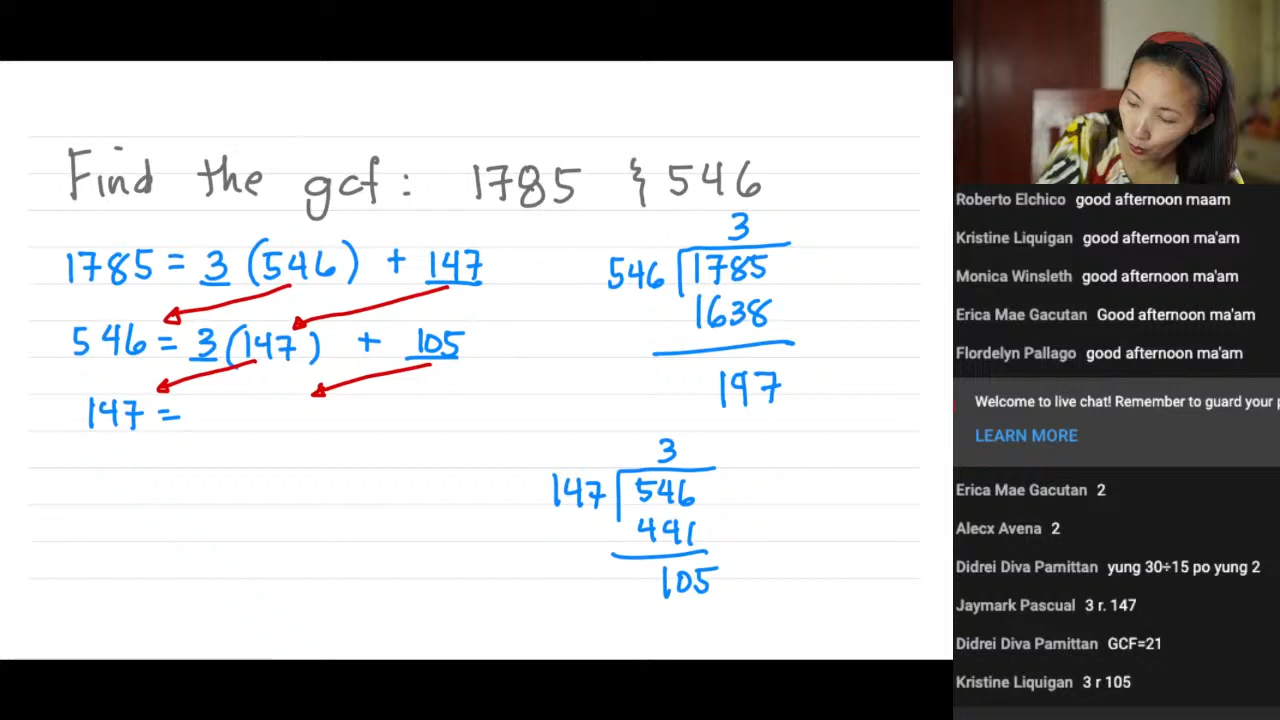 Find the gcf : 1785 & 546
1785 = 3 (546) + 147
546 = 3 (147) + 105
147 =
3
546 1785
1638
147
3
147 546
441
105
Roberto Elchico good afternoon maam
Kristine Liquigan good afternoon ma'am
Monica Winsleth good afternoon ma'am
Erica Mae Gacutan Good afternoon ma'am
Flordelyn Pallago good afternoon ma'am
Welcome to live chat! Remember to guard your
LEARN MORE
Erica Mae Gacutan 2
Alecx Avena 2
Didrei Diva Pamittan yung 30÷15 po yung 2
Jaymark Pascual 3 r. 147
Didrei Diva Pamittan GCF=21
Kristine Liquigan 3 r 105